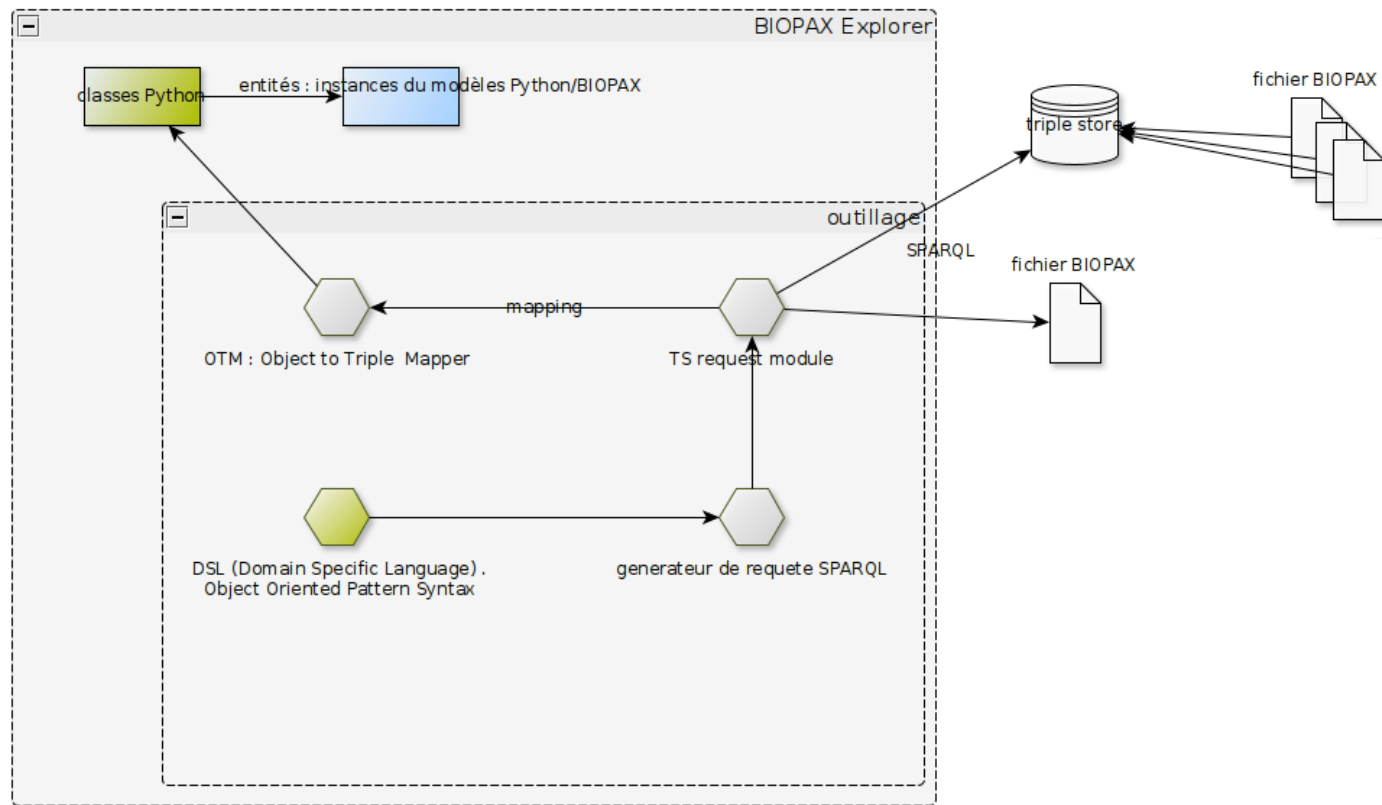 BIOPAX Explorer
classes Python
entités : instances du modèles Python/BIOPAX
fichier BIOPAX
triple store
outillage
SPARQL
fichier BIOPAX
mapping
OTM : Object to Triple  Mapper
TS request module
DSL (Domain Specific Language) .
Object Oriented Pattern Syntax
generateur de requete SPARQL